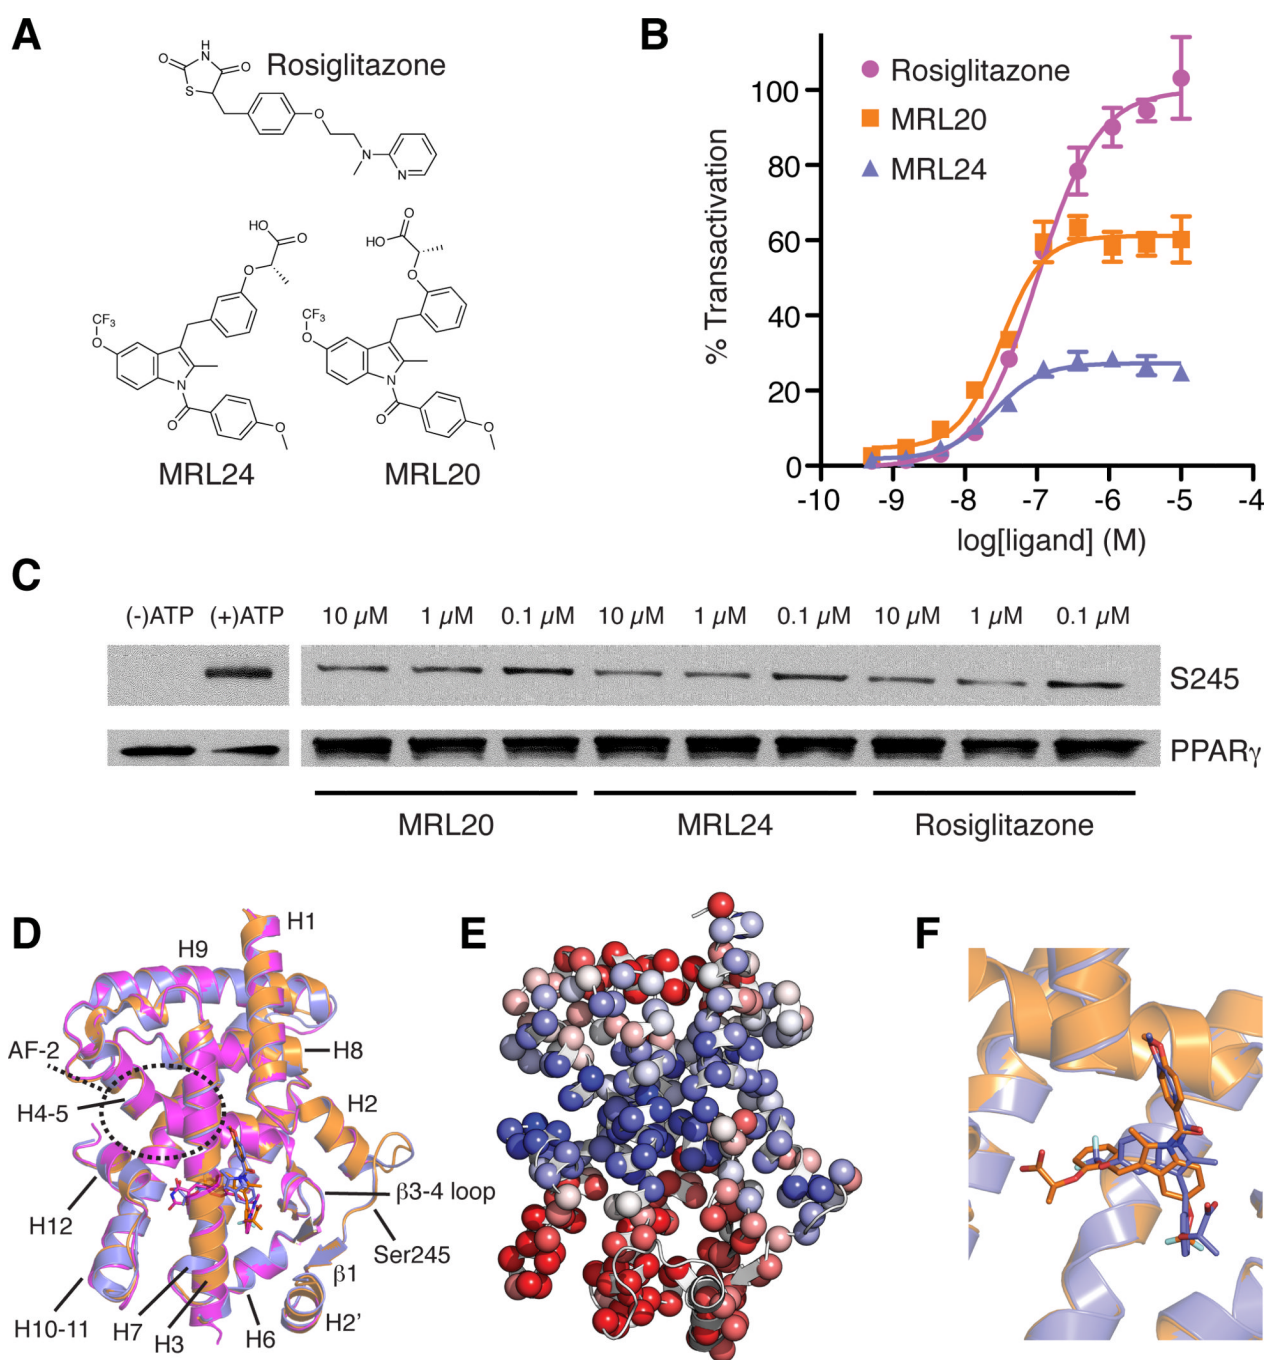 A
Rosiglitazone
H
N
O
O
S
O
N
N
HO
O
O
CF3
O
N
O
O
MRL24
O
HO
O
CF3
O
N
O
O
MRL20
B
Rosiglitazone
MRL20
MRL24
% Transactivation
100
80
60
40
20
0
-10 -9 -8 -7 -6 -5 -4
log[ligand] (M)
C
(-)ATP (+)ATP 10 µM 1 µM 0.1 µM 10 µM 1 µM 0.1 µM 10 µM 1 µM 0.1 µM
S245
PPARγ
MRL20 MRL24 Rosiglitazone
D
H1
H9
AF-2
H8
H4-5
H2
β3-4 loop
H12
Ser245
β1
H10-11
H7
H3
H6
H2'
E
F